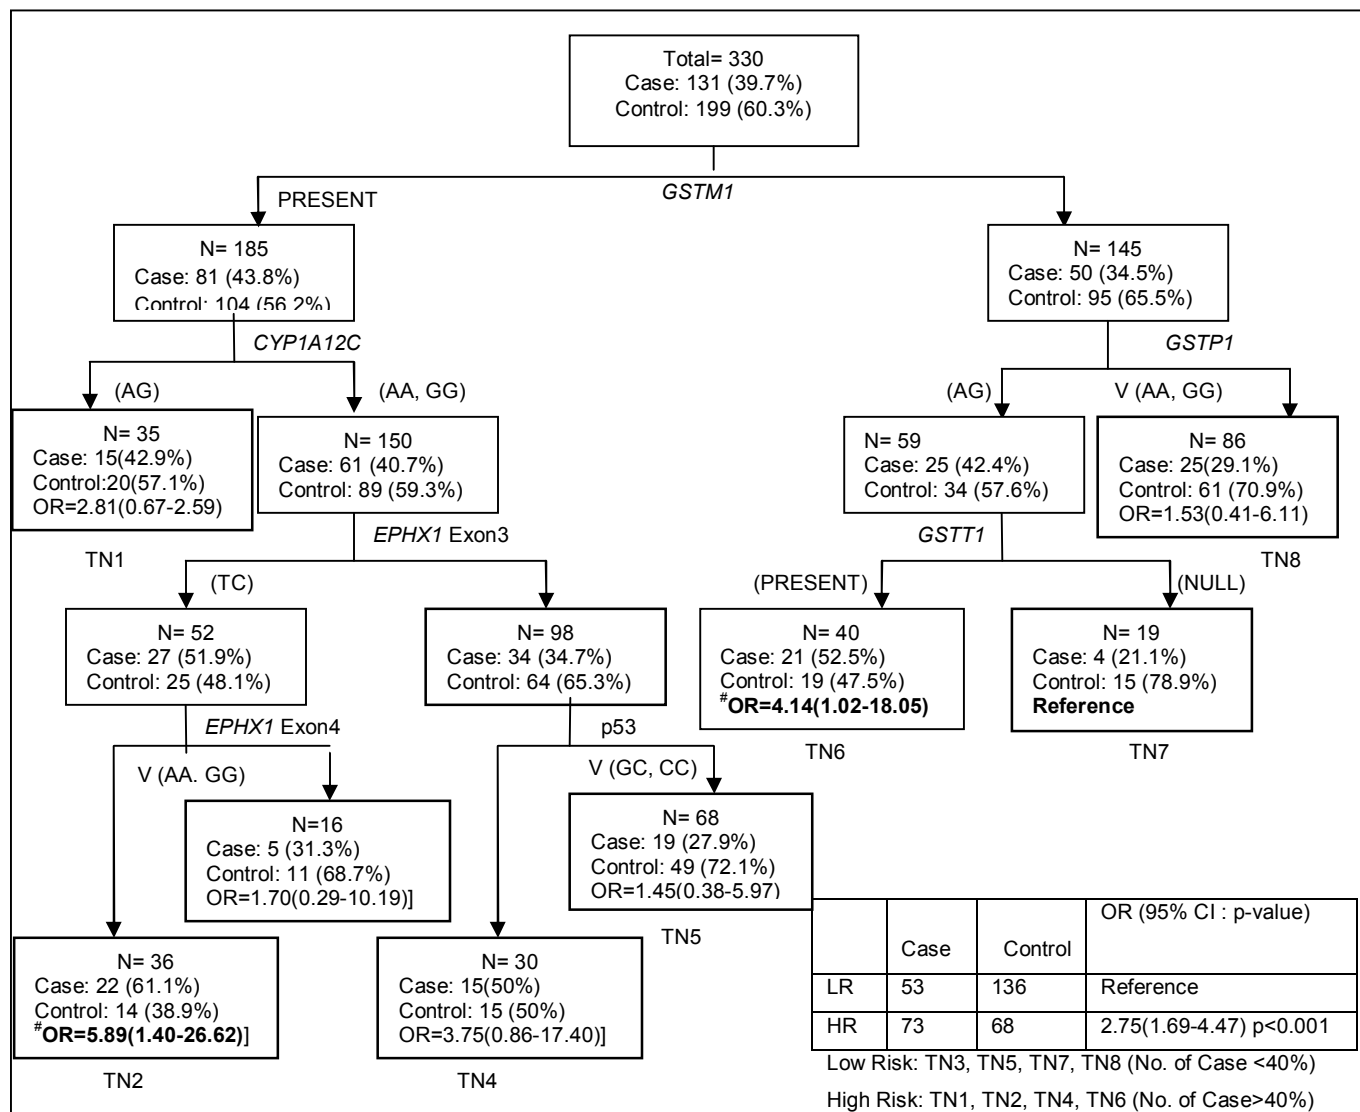 Total= 330
Case: 131 (39.7%)
Control: 199 (60.3%)
GSTM1
PRESENT
N= 185
Case: 81 (43.8%)
Control: 104 (56.2%)
N= 145
Case: 50 (34.5%)
Control: 95 (65.5%)
CYP1A12C
GSTP1
(AG)
(AA, GG)
(AG)
V (AA, GG)
N= 35
Case: 15(42.9%)
Control:20(57.1%)
OR=2.81(0.67-2.59)
TN1
N= 150
Case: 61 (40.7%)
Control: 89 (59.3%)
N= 59
Case: 25 (42.4%)
Control: 34 (57.6%)
N= 86
Case: 25(29.1%)
Control: 61 (70.9%)
OR=1.53(0.41-6.11)
TN8
EPHX1 Exon3
GSTT1
(TC)
(PRESENT)
(NULL)
N= 52
Case: 27 (51.9%)
Control: 25 (48.1%)
N= 98
Case: 34 (34.7%)
Control: 64 (65.3%)
N= 40
Case: 21 (52.5%)
Control: 19 (47.5%)
#OR=4.14(1.02-18.05)
TN6
N= 19
Case: 4 (21.1%)
Control: 15 (78.9%)
Reference
TN7
EPHX1 Exon4
p53
V (AA. GG)
V (GC, CC)
N=16
Case: 5 (31.3%)
Control: 11 (68.7%)
OR=1.70(0.29-10.19)]
N= 68
Case: 19 (27.9%)
Control: 49 (72.1%)
OR=1.45(0.38-5.97)
TN5
N= 36
Case: 22 (61.1%)
Control: 14 (38.9%)
#OR=5.89(1.40-26.62)]
TN2
N= 30
Case: 15(50%)
Control: 15 (50%)
OR=3.75(0.86-17.40)]
TN4
Case Control OR (95% CI : p-value)
LR 53 136 Reference
HR 73 68 2.75(1.69-4.47) p<0.001
Low Risk: TN3, TN5, TN7, TN8 (No. of Case <40%)
High Risk: TN1, TN2, TN4, TN6 (No. of Case>40%)